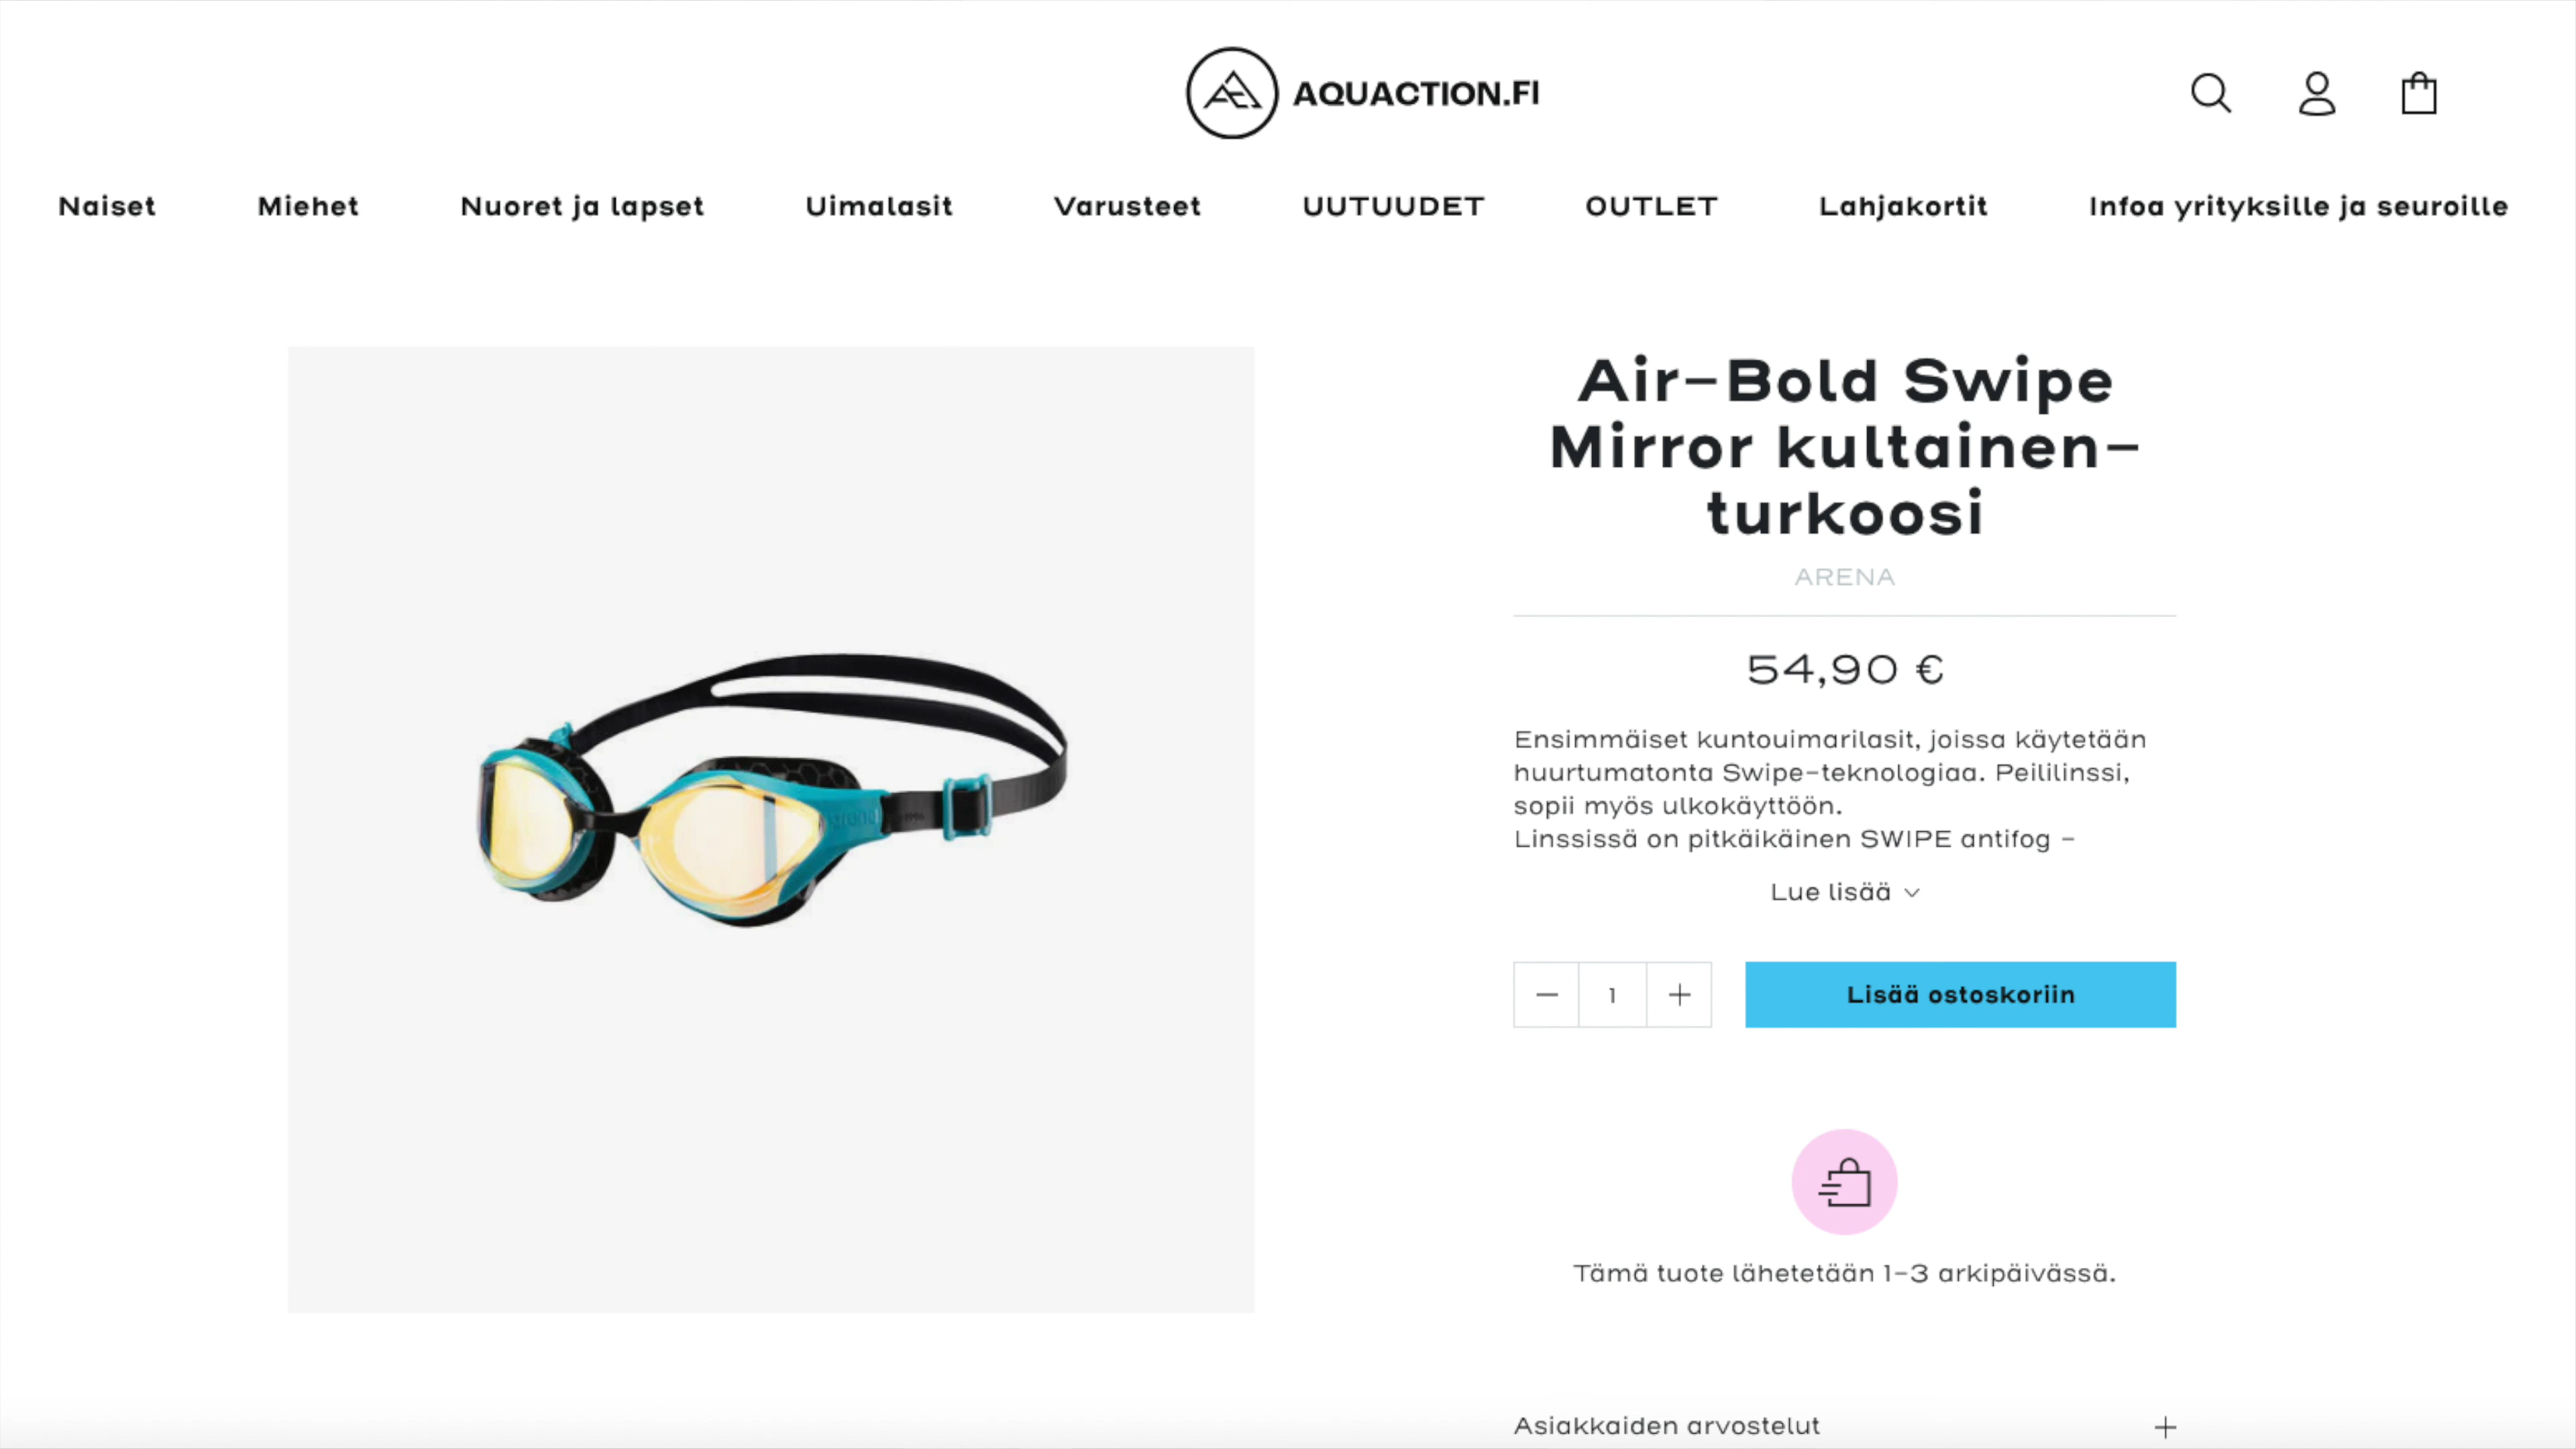 AQUACTION.FI
Naiset Miehet Nuoret ja lapset Uimalasit Varusteet UUTUUDET OUTLET Lahjakortit Infoa yrityksille ja seuroille
Air-Bold Swipe
Mirror kultainen-
turkoosi
ARENA
54,90 €
Ensimmäiset kuntouimarilasit, joissa käytetään
huurtumatonta Swipe-teknologiaa. Peililinssi,
sopii myös ulkokäyttöön.
Linssissä on pitkäikäinen SWIPE antifog -
Lue lisää
1
Lisää ostoskoriin
arena
Tämä tuote lähetetään 1-3 arkipäivässä.
Asiakkaiden arvostelut